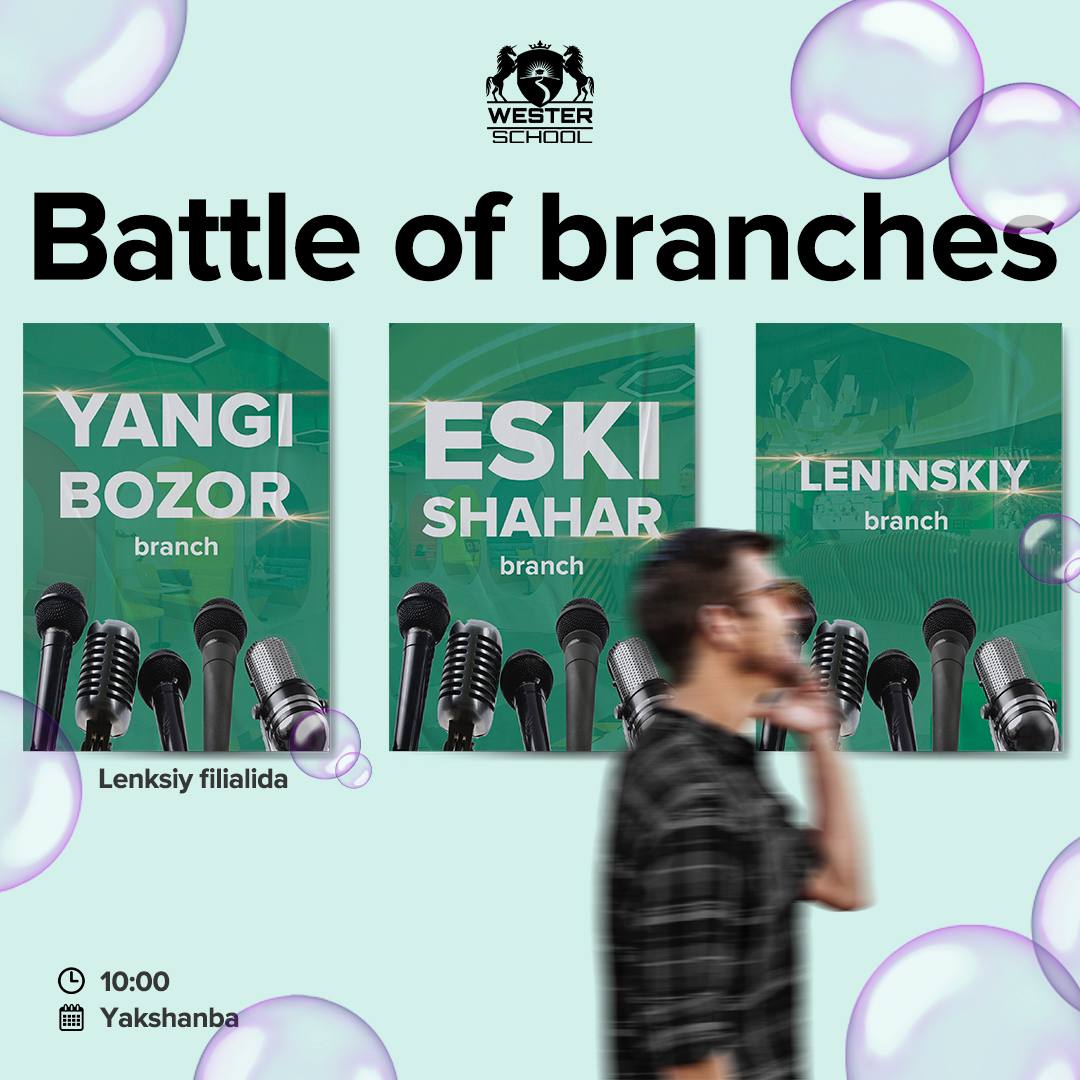 WESTER
SCHOOL
Battle of branches
YANGI
BOZOR
branch
ESKI
SHAHAR
branch
LENINSKIY
branch
Lenksiy filialida
10:00
Yakshanba